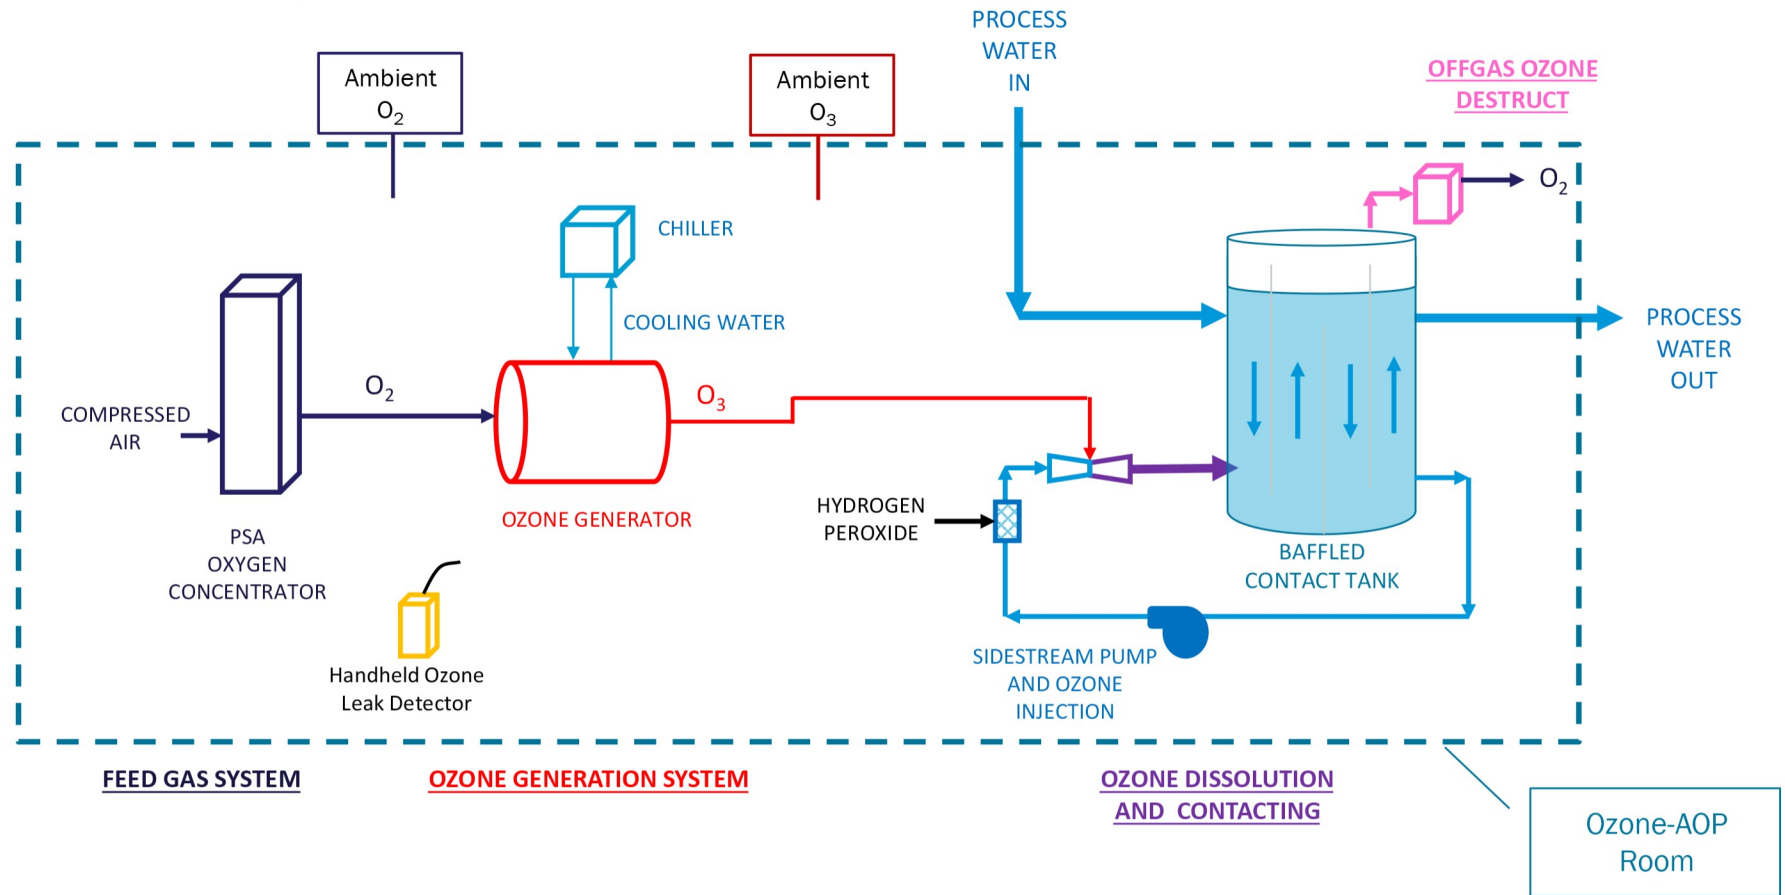 PROCESS
WATER
IN
OFFGAS OZONE
DESTRUCT
Ambient
O₂
Ambient
O₃
O₂
CHILLER
COOLING WATER
PROCESS
WATER
OUT
O₂
O₃
COMPRESSED
AIR
HYDROGEN
PEROXIDE
OZONE GENERATOR
PSA
OXYGEN
CONCENTRATOR
BAFFLED
CONTACT TANK
Handheld Ozone
Leak Detector
SIDESTREAM PUMP
AND OZONE
INJECTION
FEED GAS SYSTEM
OZONE GENERATION SYSTEM
OZONE DISSOLUTION
AND CONTACTING
Ozone-AOP
Room